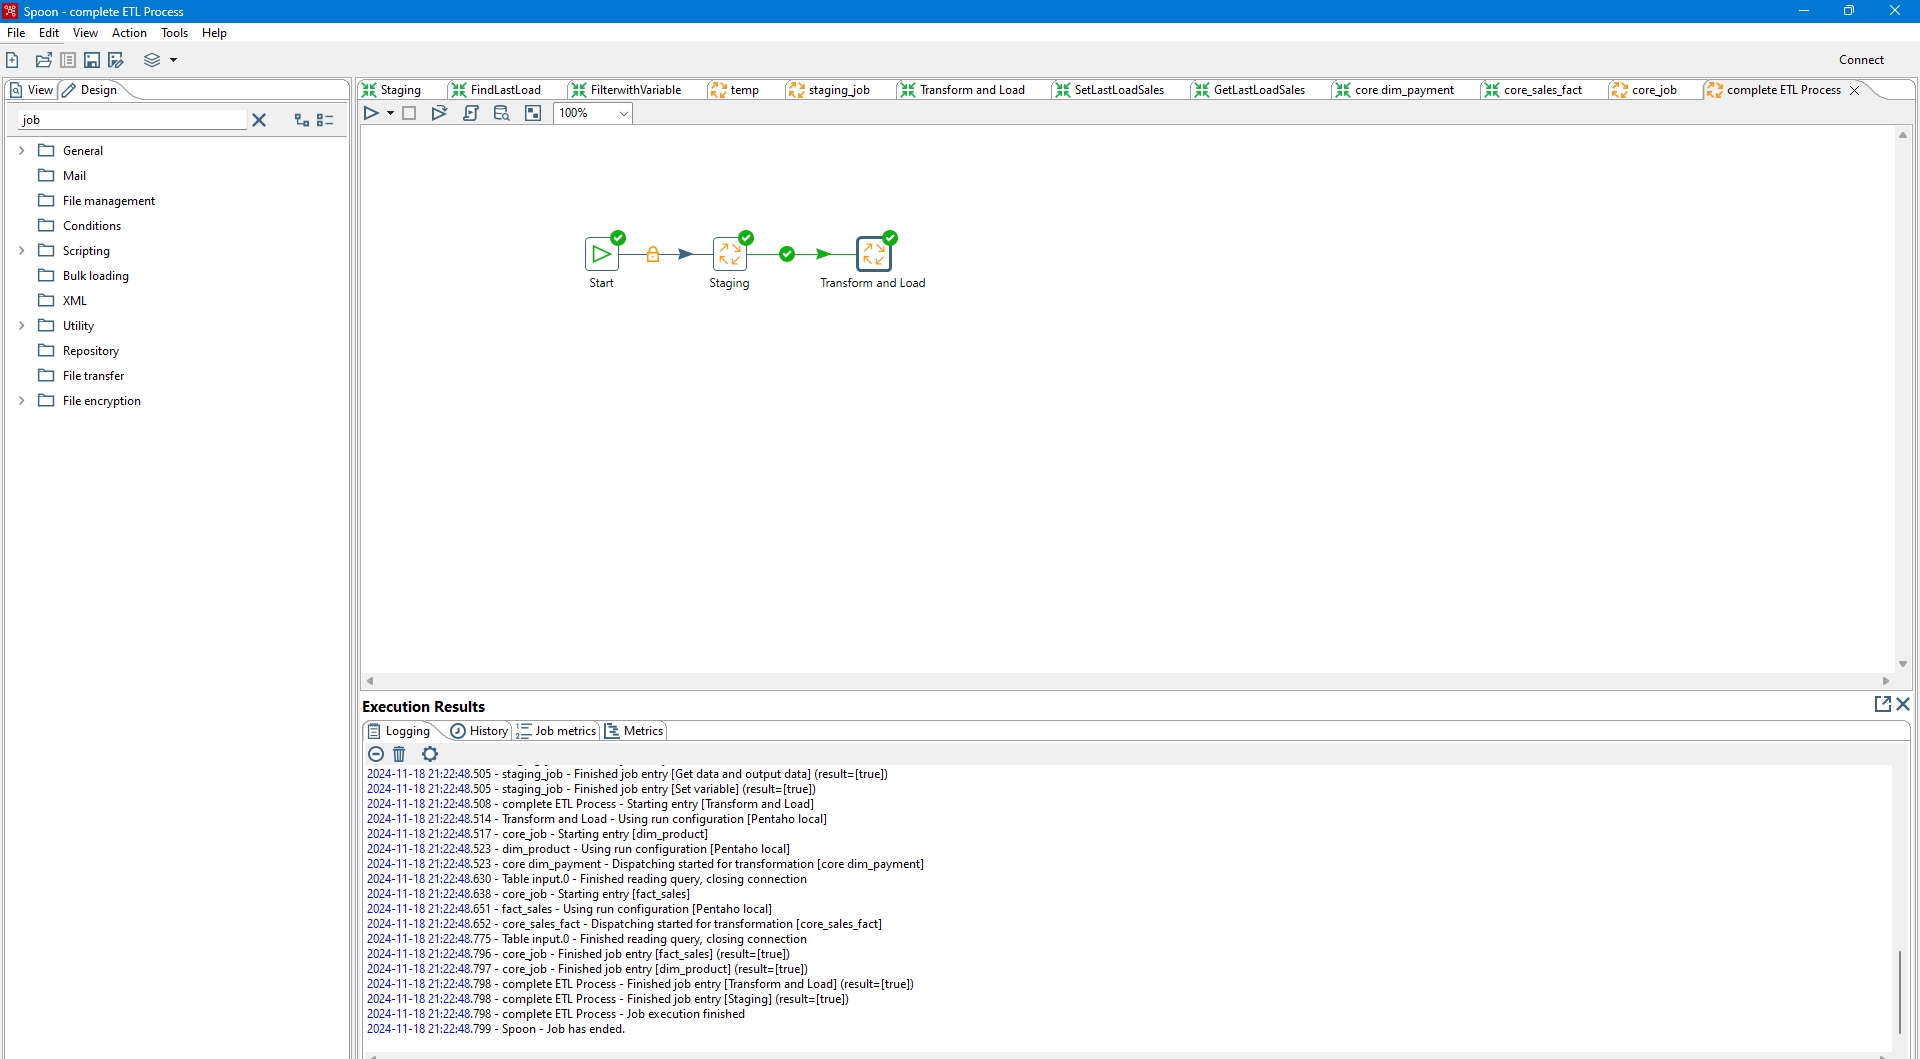 Spoon - complete ETL Process
File Edit View Action Tools Help
Connect
View Design
Staging FindLastLoad FilterwithVariable temp staging_job Transform and Load SetLastLoadSales GetLastLoadSales core dim_payment core_sales_fact core_job complete ETL Process
job
100%
General
Mail
File management
Conditions
Scripting
Bulk loading
XML
Utility
Repository
File transfer
File encryption
Start Staging Transform and Load
Execution Results
Logging History Job metrics Metrics
2024-11-18 21:22:48.505 - staging_job - Finished job entry [Get data and output data] (result=[true])
2024-11-18 21:22:48.505 - staging_job - Finished job entry [Set variable] (result=[true])
2024-11-18 21:22:48.508 - complete ETL Process - Starting entry [Transform and Load]
2024-11-18 21:22:48.514 - Transform and Load - Using run configuration [Pentaho local]
2024-11-18 21:22:48.517 - core_job - Starting entry [dim_product]
2024-11-18 21:22:48.523 - dim_product - Using run configuration [Pentaho local]
2024-11-18 21:22:48.523 - core dim_payment - Dispatching started for transformation [core dim_payment]
2024-11-18 21:22:48.630 - Table input.0 - Finished reading query, closing connection
2024-11-18 21:22:48.638 - core_job - Starting entry [fact_sales]
2024-11-18 21:22:48.651 - fact_sales - Using run configuration [Pentaho local]
2024-11-18 21:22:48.652 - core_sales_fact - Dispatching started for transformation [core_sales_fact]
2024-11-18 21:22:48.775 - Table input.0 - Finished reading query, closing connection
2024-11-18 21:22:48.796 - core_job - Finished job entry [fact_sales] (result=[true])
2024-11-18 21:22:48.797 - core_job - Finished job entry [dim_product] (result=[true])
2024-11-18 21:22:48.798 - complete ETL Process - Finished job entry [Transform and Load] (result=[true])
2024-11-18 21:22:48.798 - complete ETL Process - Finished job entry [Staging] (result=[true])
2024-11-18 21:22:48.798 - complete ETL Process - Job execution finished
2024-11-18 21:22:48.799 - Spoon - Job has ended.